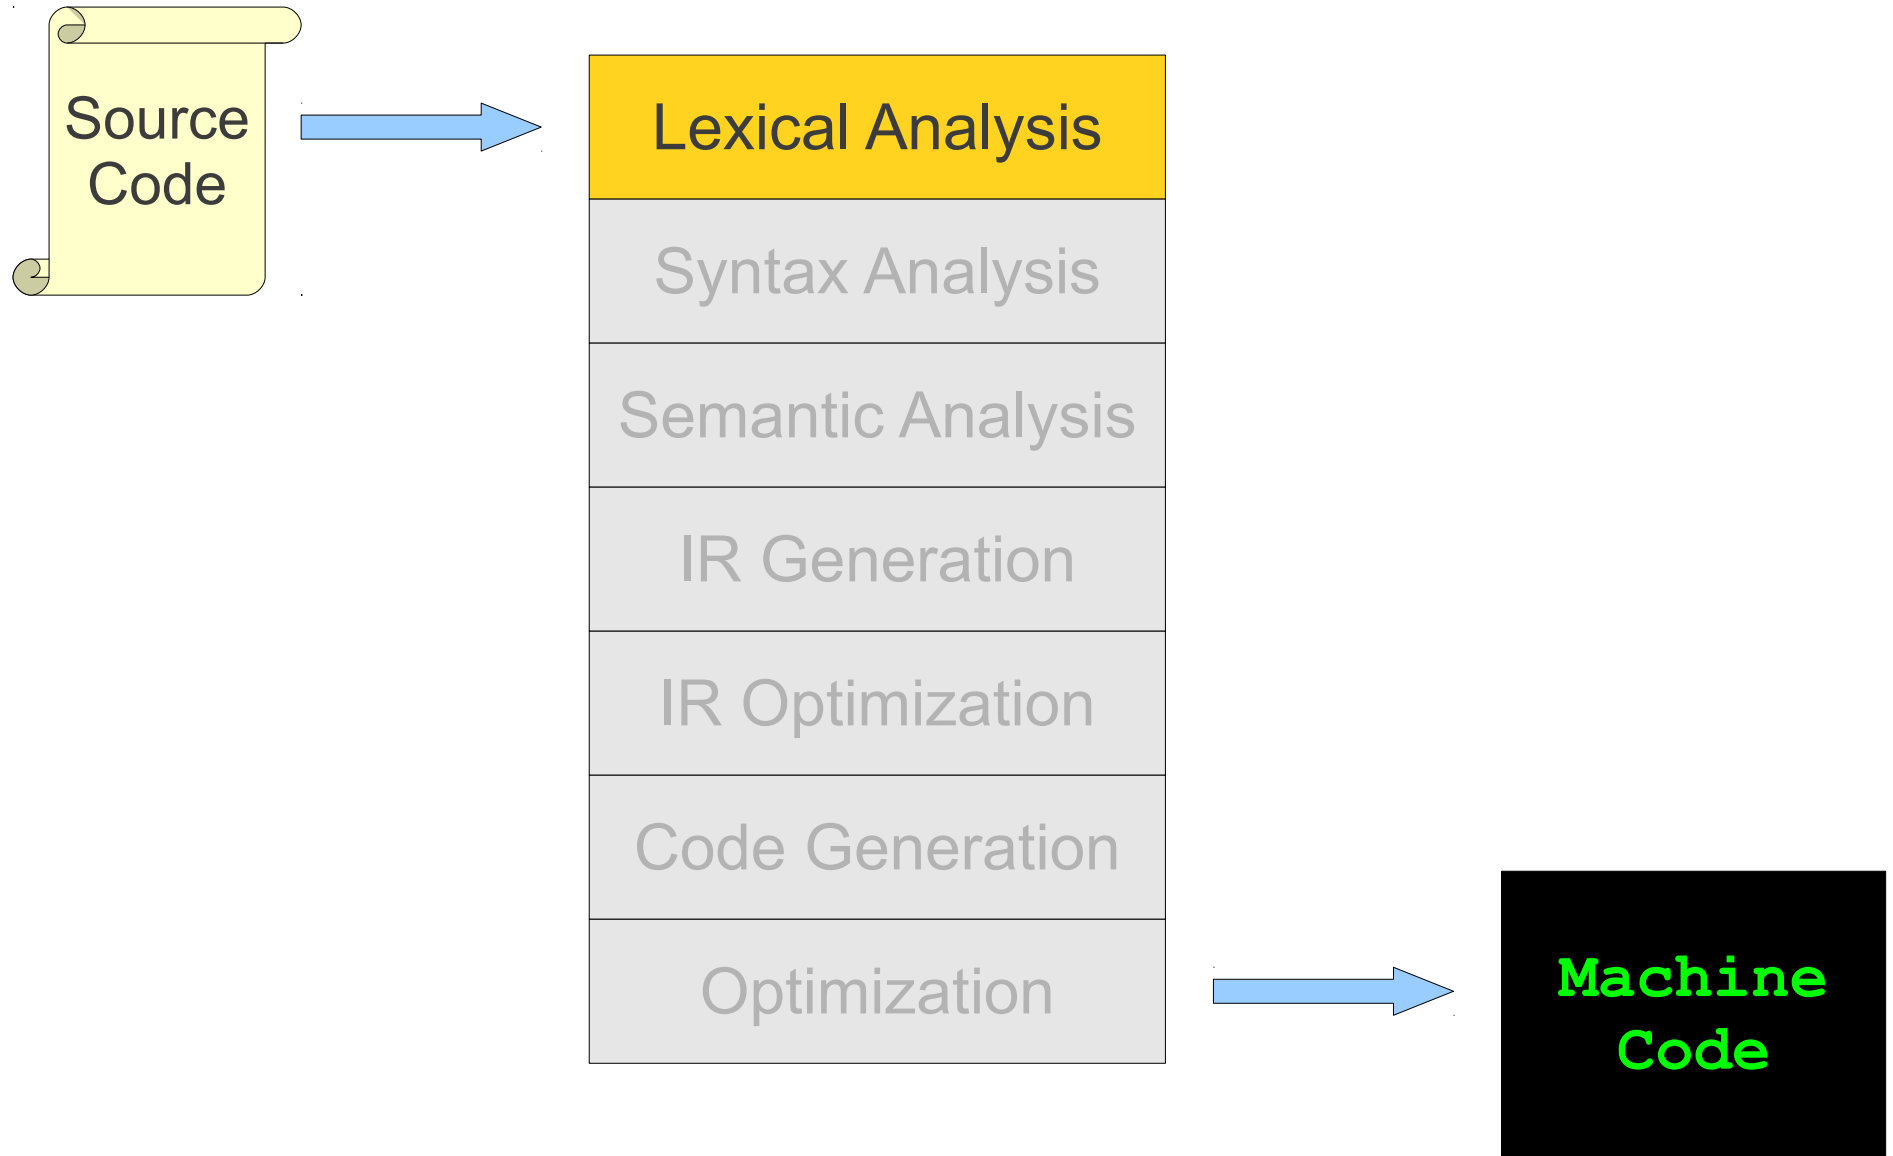 Source
Code
Lexical Analysis
Syntax Analysis
Semantic Analysis
IR Generation
IR Optimization
Code Generation
Optimization
Machine
Code